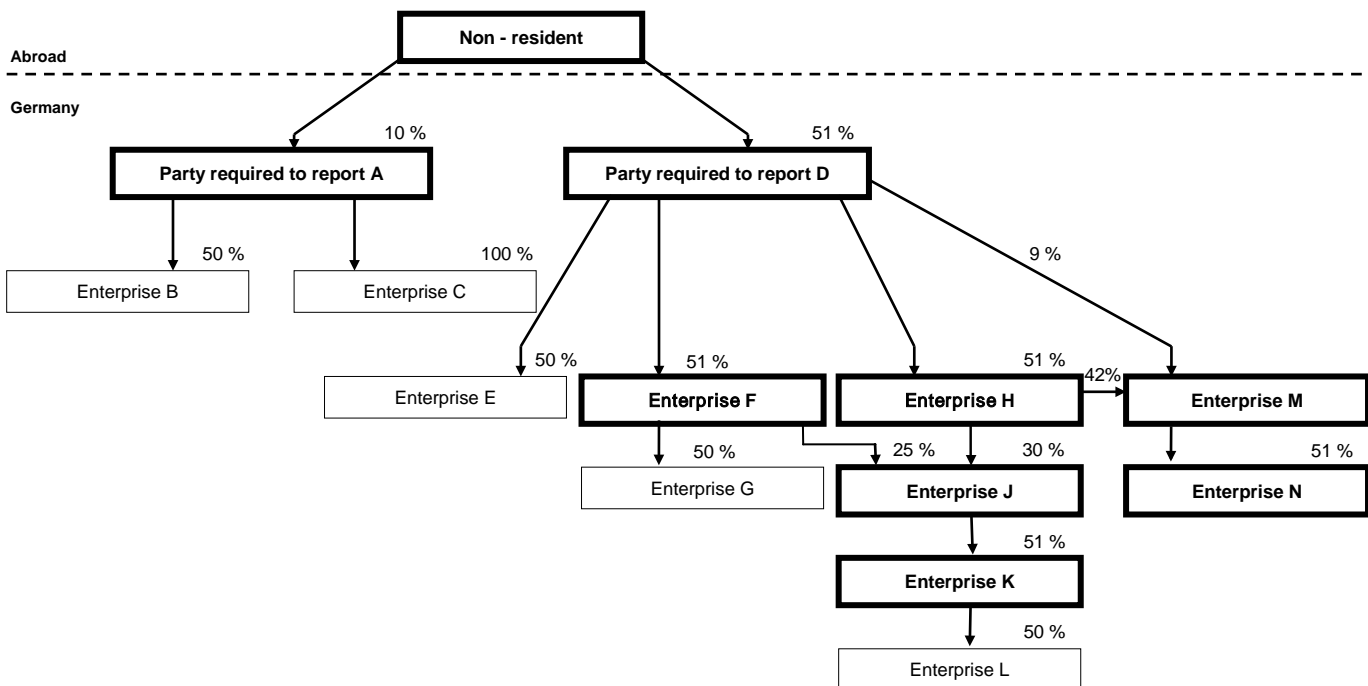 Non - resident
Abroad
Germany
10 %
51 %
Party required to report A
Party required to report D
50 %
100 %
9 %
Enterprise B
Enterprise C
50 %
51 %
51 %
42%
Enterprise E
Enterprise F
Enterprise H
Enterprise M
50 %
25 %
30 %
51 %
Enterprise G
Enterprise J
Enterprise N
51 %
Enterprise K
50 %
Enterprise L